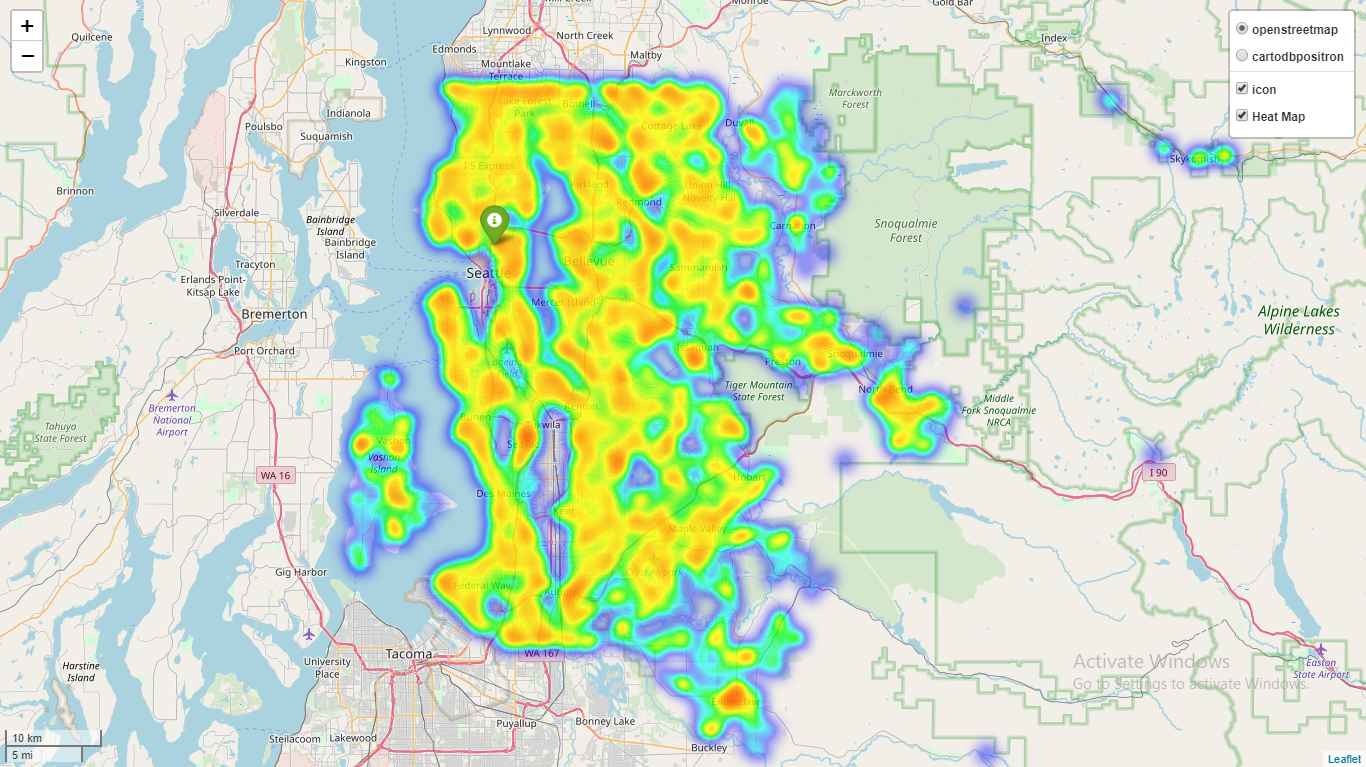 +
−
Quilcene
Kingston
Indianola
Poulsbo
Suquamish
Brinnon
Silverdale
Bainbridge
Island
Bainbridge
Island
Tracyton
Erlands Point-
Kitsap Lake
Bremerton
Port Orchard
Bremerton
National
Airport
Tahuya
State Forest
WA 16
Gig Harbor
Harstine
Island
University
Place
Tacoma
Steilacoom
Lakewood
Puyallup
Bonney Lake
Buckley
10 km
5 mi
Mill Creek
Lynnwood
North Creek
Edmonds
Maltby
Mountlake
Terrace
Monroe
Gold Bar
Index
Lake Forest
Park
Bothell
Cottage Lake
Duvall
Marckworth
Forest
Skykomish
I 5 Express
Kirkland
Redmond
Union Hill-
Novelty Hill
Carnation
Snoqualmie
Forest
Seattle
Bellevue
Sammamish
Mercer Island
Alpine Lakes
Wilderness
Issaquah
Preston
Snoqualmie
Boeing
Field
Tiger Mountain
State Forest
North Bend
Middle
Fork Snoqualmie
NRCA
Burien
Renton
Tukwila
SeaTac
Vashon
Vashon
Island
I 90
Des Moines
Hobart
Kent
Maple Valley
Crest Airpark
Federal Way
Auburn
WA 167
Enumclaw
Easton
State Airport
openstreetmap
cartodbpositron
icon
Heat Map
Activate Windows
Go to Settings to activate Windows.
Leaflet